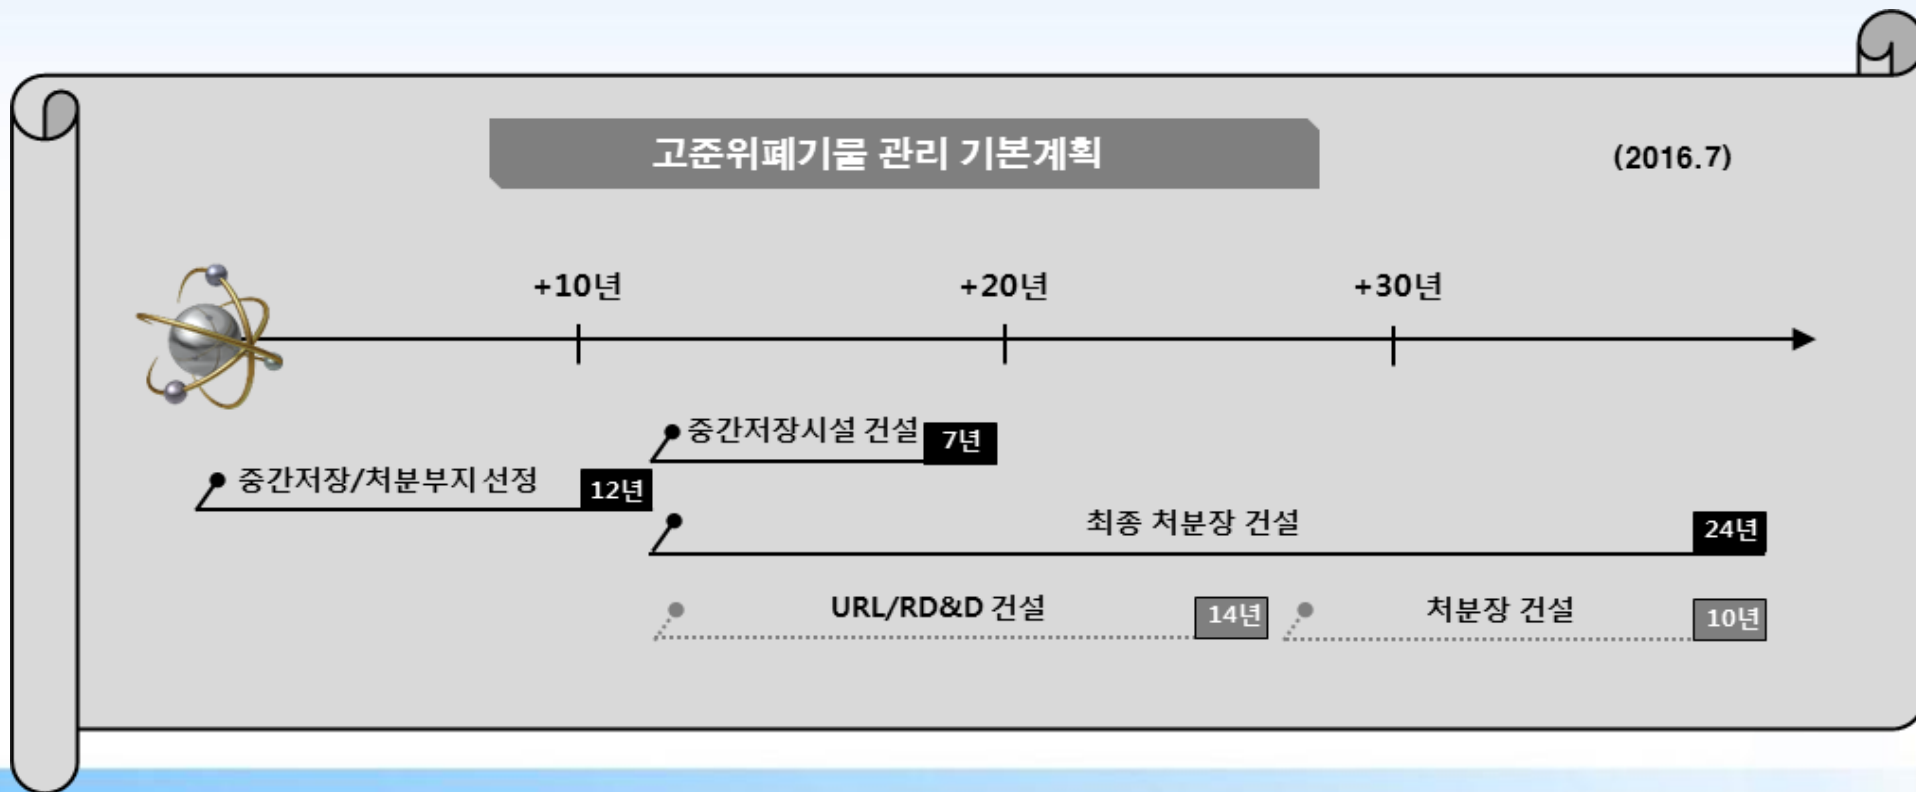 고준위폐기물 관리 기본계획
(2016.7)
+10년
+20년
+30년
중간저장시설 건설
7년
중간저장/처분부지 선정
12년
최종 처분장 건설
24년
URL/RD&D 건설
14년
처분장 건설
10년